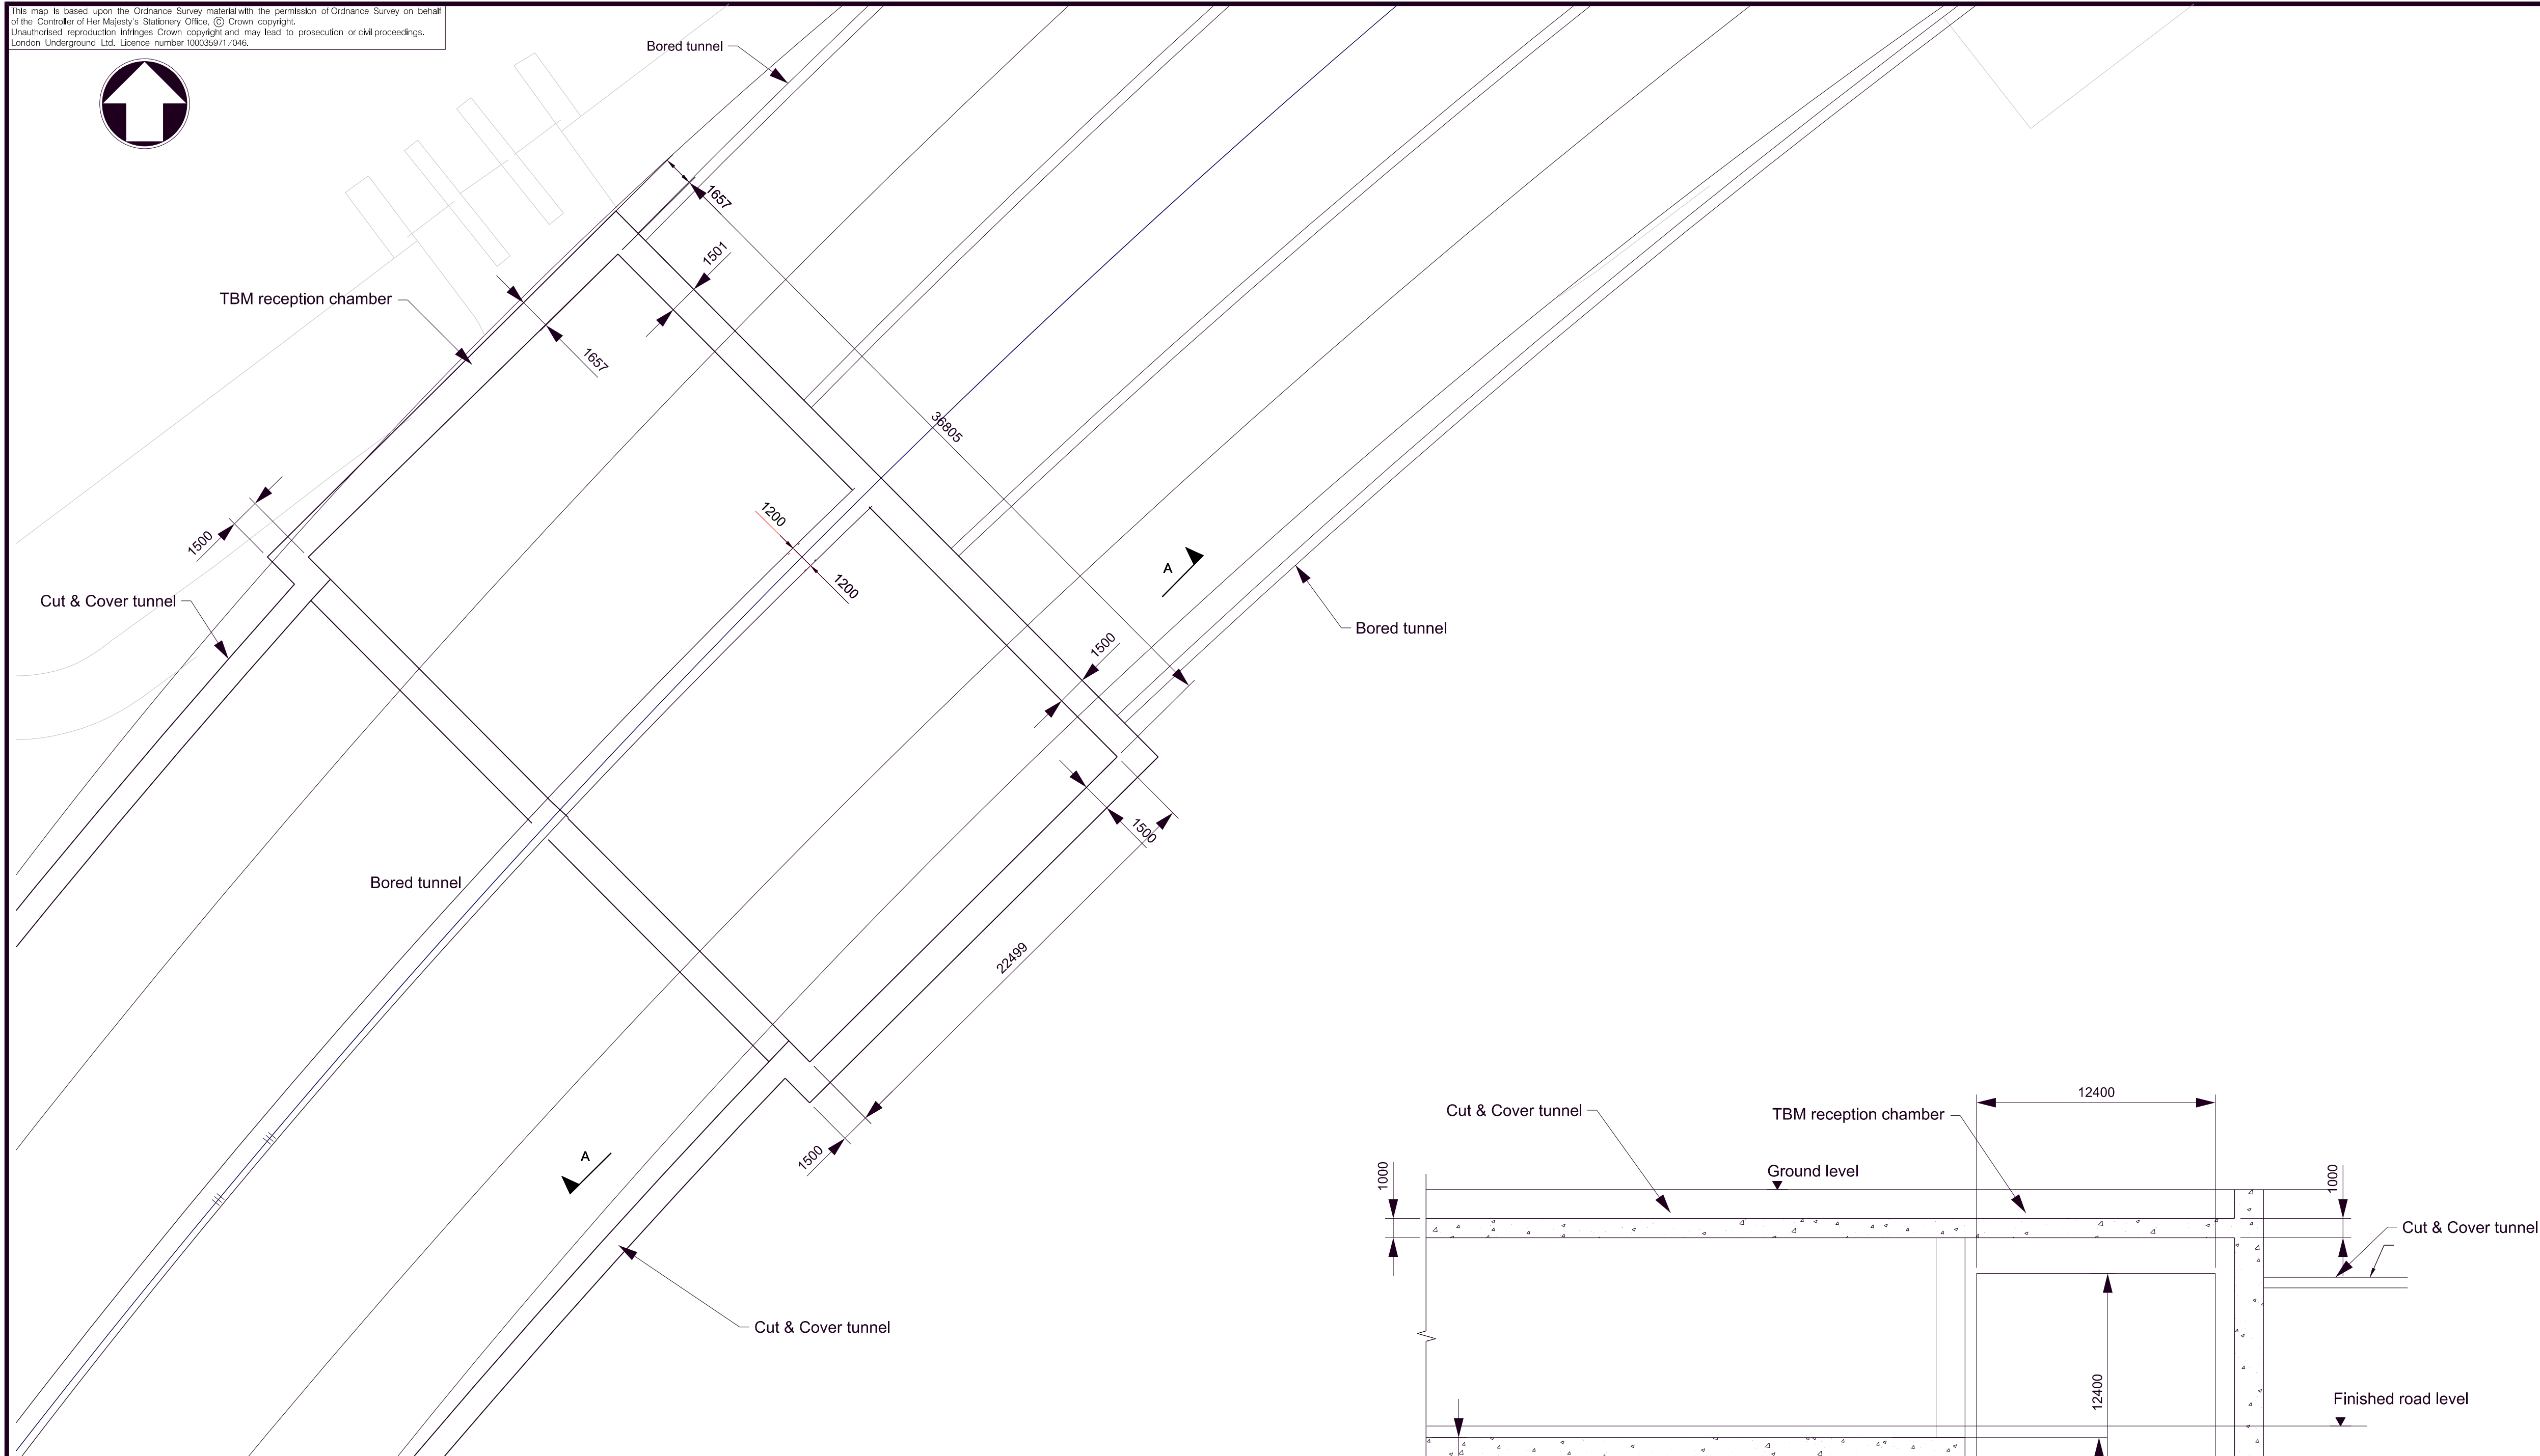 This map is based upon the Ordnance Survey material with the permission of Ordnance Survey on behalf
of the Controller of Her Majesty's Stationery Office, © Crown copyright.
Unauthorised reproduction infringes Crown copyright and may lead to prosecution or civil proceedings.
London Underground Ltd. Licence number 100035971 /046.
Bored tunnel
1657
1501
TBM reception chamber
1657
36805
1200
1500
1200
A
Cut & Cover tunnel
Bored tunnel
1500
1500
Bored tunnel
22499
A
1500
Cut & Cover tunnel
12400
Cut & Cover tunnel
TBM reception chamber
1000
Ground level
1000
Cut & Cover tunnel
12400
Finished road level